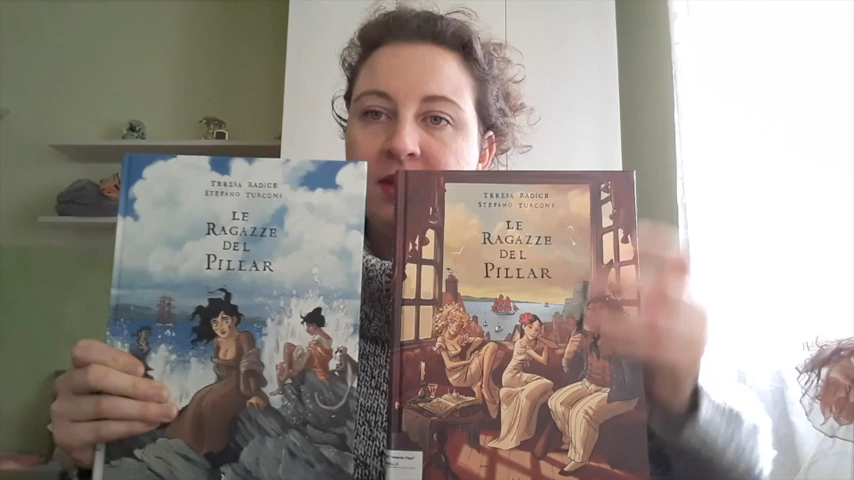 TERESA RADICE
STEFANO TURCONI
LE
RAGAZZE
DEL
PILLAR
TERESA RADICE
STEFANO TURCONI
LE
RAGAZZE
DEL
PILLAR